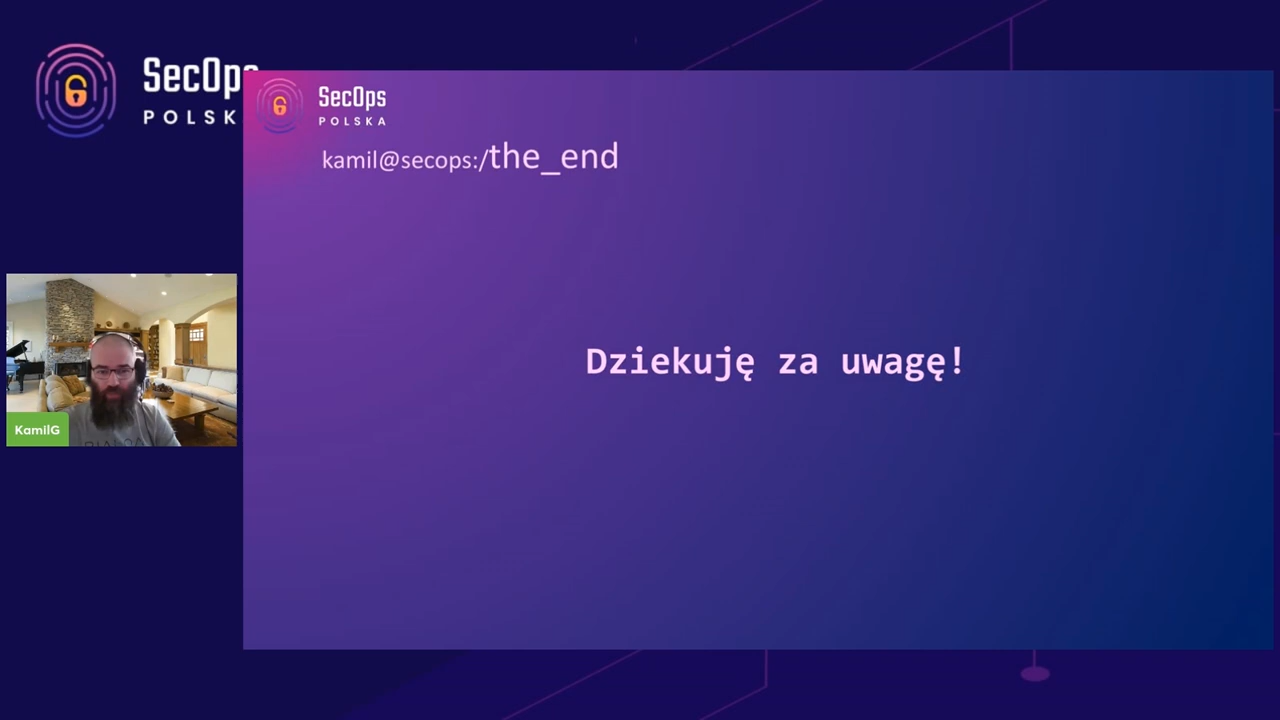 SecOps
POLSK
SecOps
POLSKA
kamil@secops:/the_end
Dziekuję za uwagę!
KamilG